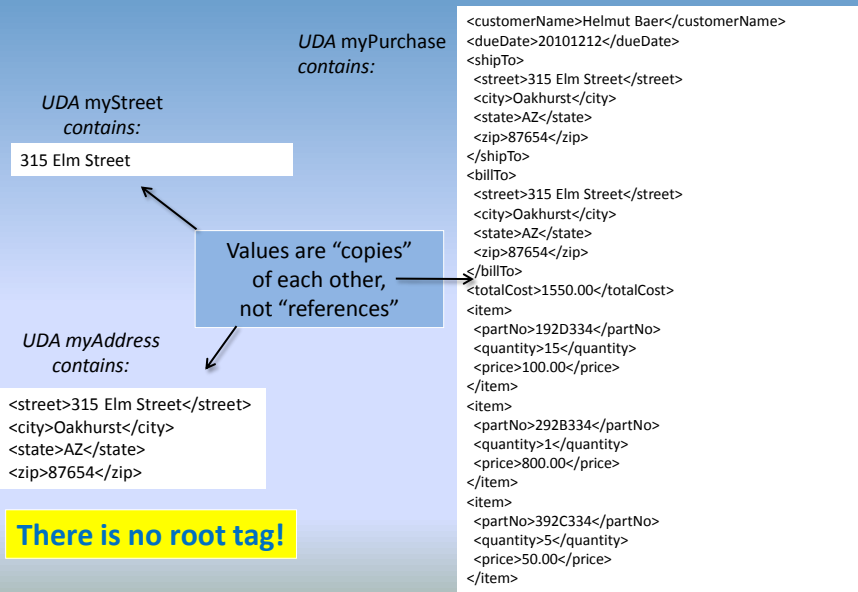 UDA myStreet
contains:
315 Elm Street
Values are “copies”
of each other,
not “references”
UDA myAddress
contains:
<street>315 Elm Street</street>
<city>Oakhurst</city>
<state>AZ</state>
<zip>87654</zip>
There is no root tag!
UDA myPurchase
contains:
<customerName>Helmut Baer</customerName>
<dueDate>20101212</dueDate>
<shipTo>
<street>315 Elm Street</street>
<city>Oakhurst</city>
<state>AZ</state>
<zip>87654</zip>
</shipTo>
<billTo>
<street>315 Elm Street</street>
<city>Oakhurst</city>
<state>AZ</state>
<zip>87654</zip>
</billTo>
<totalCost>1550.00</totalCost>
<item>
<partNo>192D334</partNo>
<quantity>15</quantity>
<price>100.00</price>
</item>
<item>
<partNo>292B334</partNo>
<quantity>1</quantity>
<price>800.00</price>
</item>
<item>
<partNo>392C334</partNo>
<quantity>5</quantity>
<price>50.00</price>
</item>